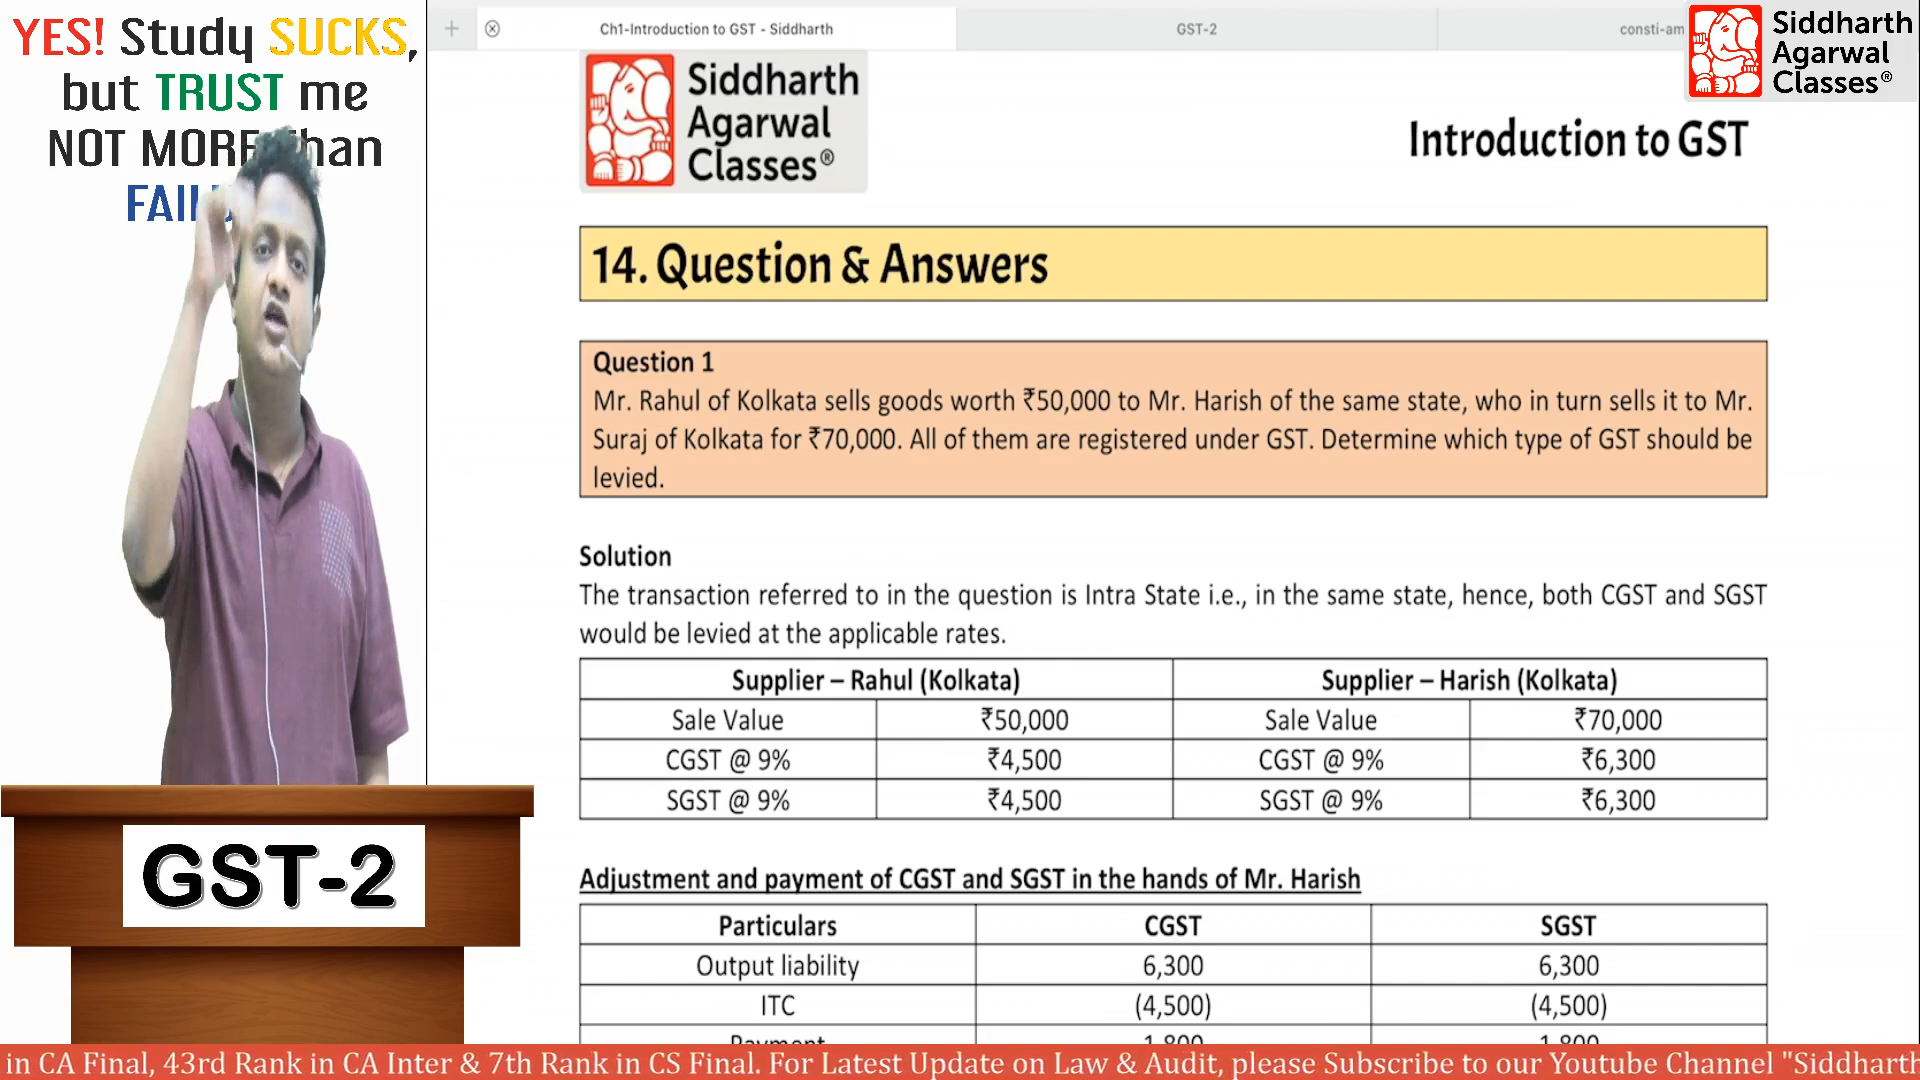 YES! Study SUCKS,
but TRUST me
NOT MORE than
Ch1-Introduction to GST - Siddharth
GST-2
consti-am
Siddharth
Agarwal
Classes®
Siddharth
Agarwal
Classes®
Introduction to GST
14. Question & Answers
Question 1
Mr. Rahul of Kolkata sells goods worth ₹50,000 to Mr. Harish of the same state, who in turn sells it to Mr.
Suraj of Kolkata for ₹70,000. All of them are registered under GST. Determine which type of GST should be
levied.
Solution
The transaction referred to in the question is Intra State i.e., in the same state, hence, both CGST and SGST
would be levied at the applicable rates.
Supplier – Rahul (Kolkata) Supplier – Harish (Kolkata)
Sale Value ₹50,000 Sale Value ₹70,000
CGST @ 9% ₹4,500 CGST @ 9% ₹6,300
SGST @ 9% ₹4,500 SGST @ 9% ₹6,300
Adjustment and payment of CGST and SGST in the hands of Mr. Harish
Particulars CGST SGST
Output liability 6,300 6,300
ITC (4,500) (4,500)
Payment 1,800 1,800
GST-2
in CA Final, 43rd Rank in CA Inter & 7th Rank in CS Final. For Latest Update on Law & Audit, please Subscribe to our Youtube Channel "Siddharth